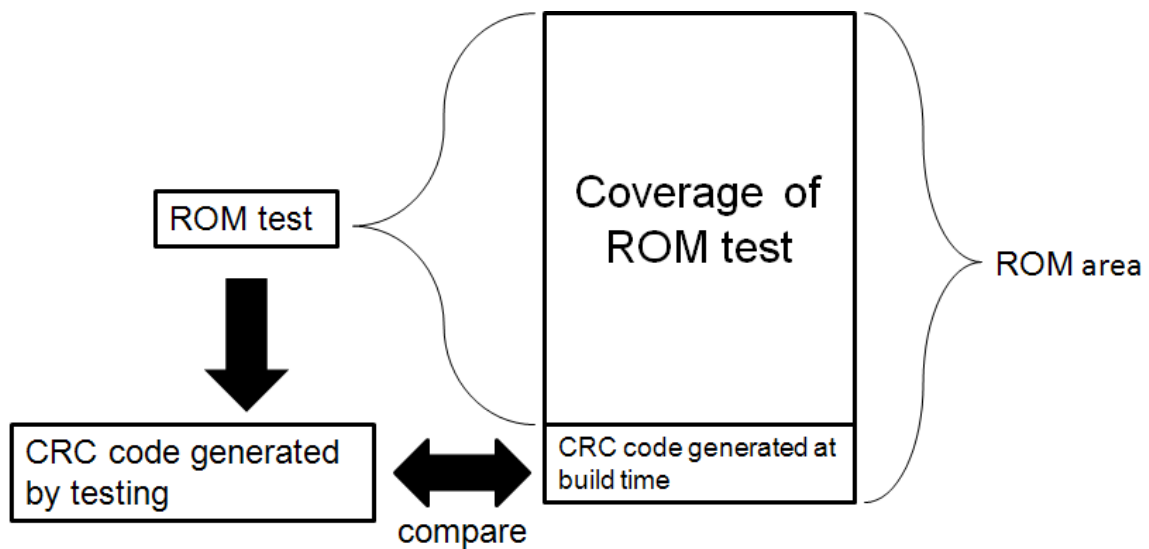 Coverage of
ROM test
ROM test
ROM area
CRC code generated
by testing
compare
CRC code generated at
build time